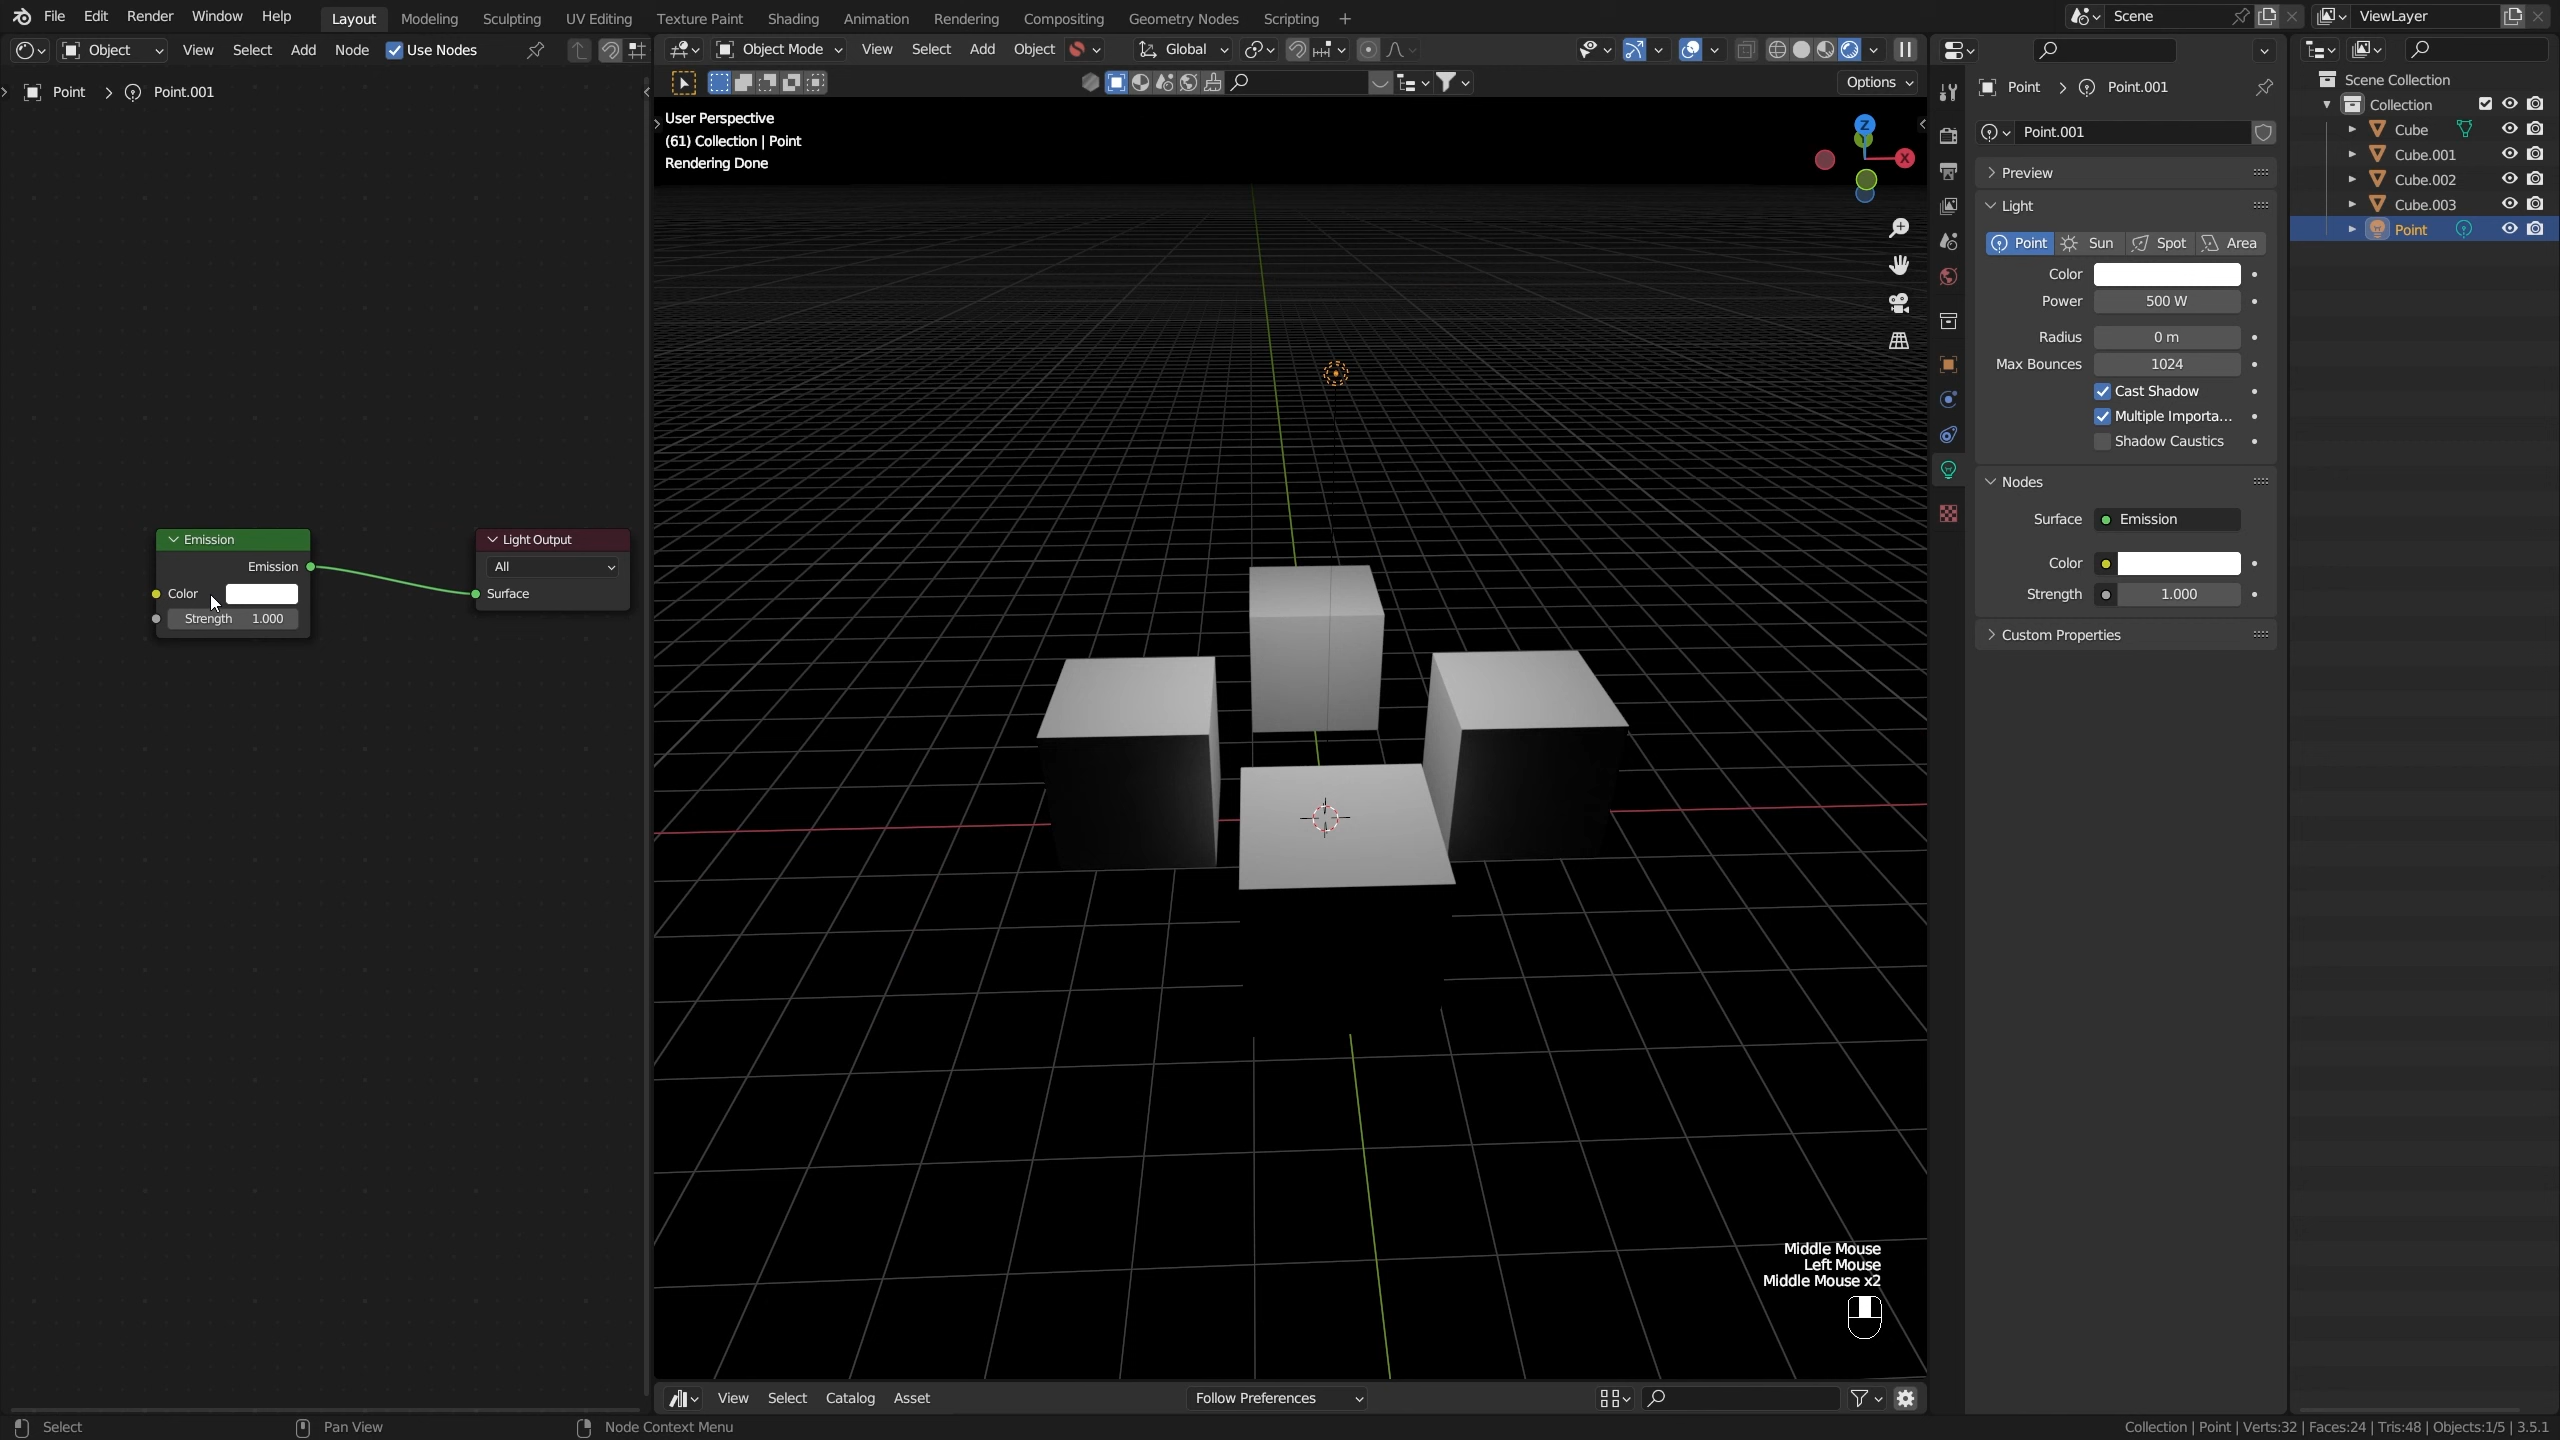 File Edit Render Window Help Layout Modeling Sculpting UV Editing Texture Paint Shading Animation Rendering Compositing Geometry Nodes Scripting + Scene ViewLayer
Object View Select Add Node Use Nodes
Point > Point.001
Emission
Emission
Color
Strength 1.000
Light Output
All
Surface
Object Mode View Select Add Object Global
Options
User Perspective
(61) Collection | Point
Rendering Done
Z
X
Middle Mouse
Left Mouse
Middle Mouse x2
View Select Catalog Asset Follow Preferences
Point > Point.001
Point.001
Preview
Light
Point Sun Spot Area
Color
Power 500 W
Radius 0 m
Max Bounces 1024
Cast Shadow
Multiple Importa...
Shadow Caustics
Nodes
Surface Emission
Color
Strength 1.000
Custom Properties
Scene Collection
Collection
Cube
Cube.001
Cube.002
Cube.003
Point
Select Pan View Node Context Menu Collection | Point | Verts:32 | Faces:24 | Tris:48 | Objects:1/5 | 3.5.1